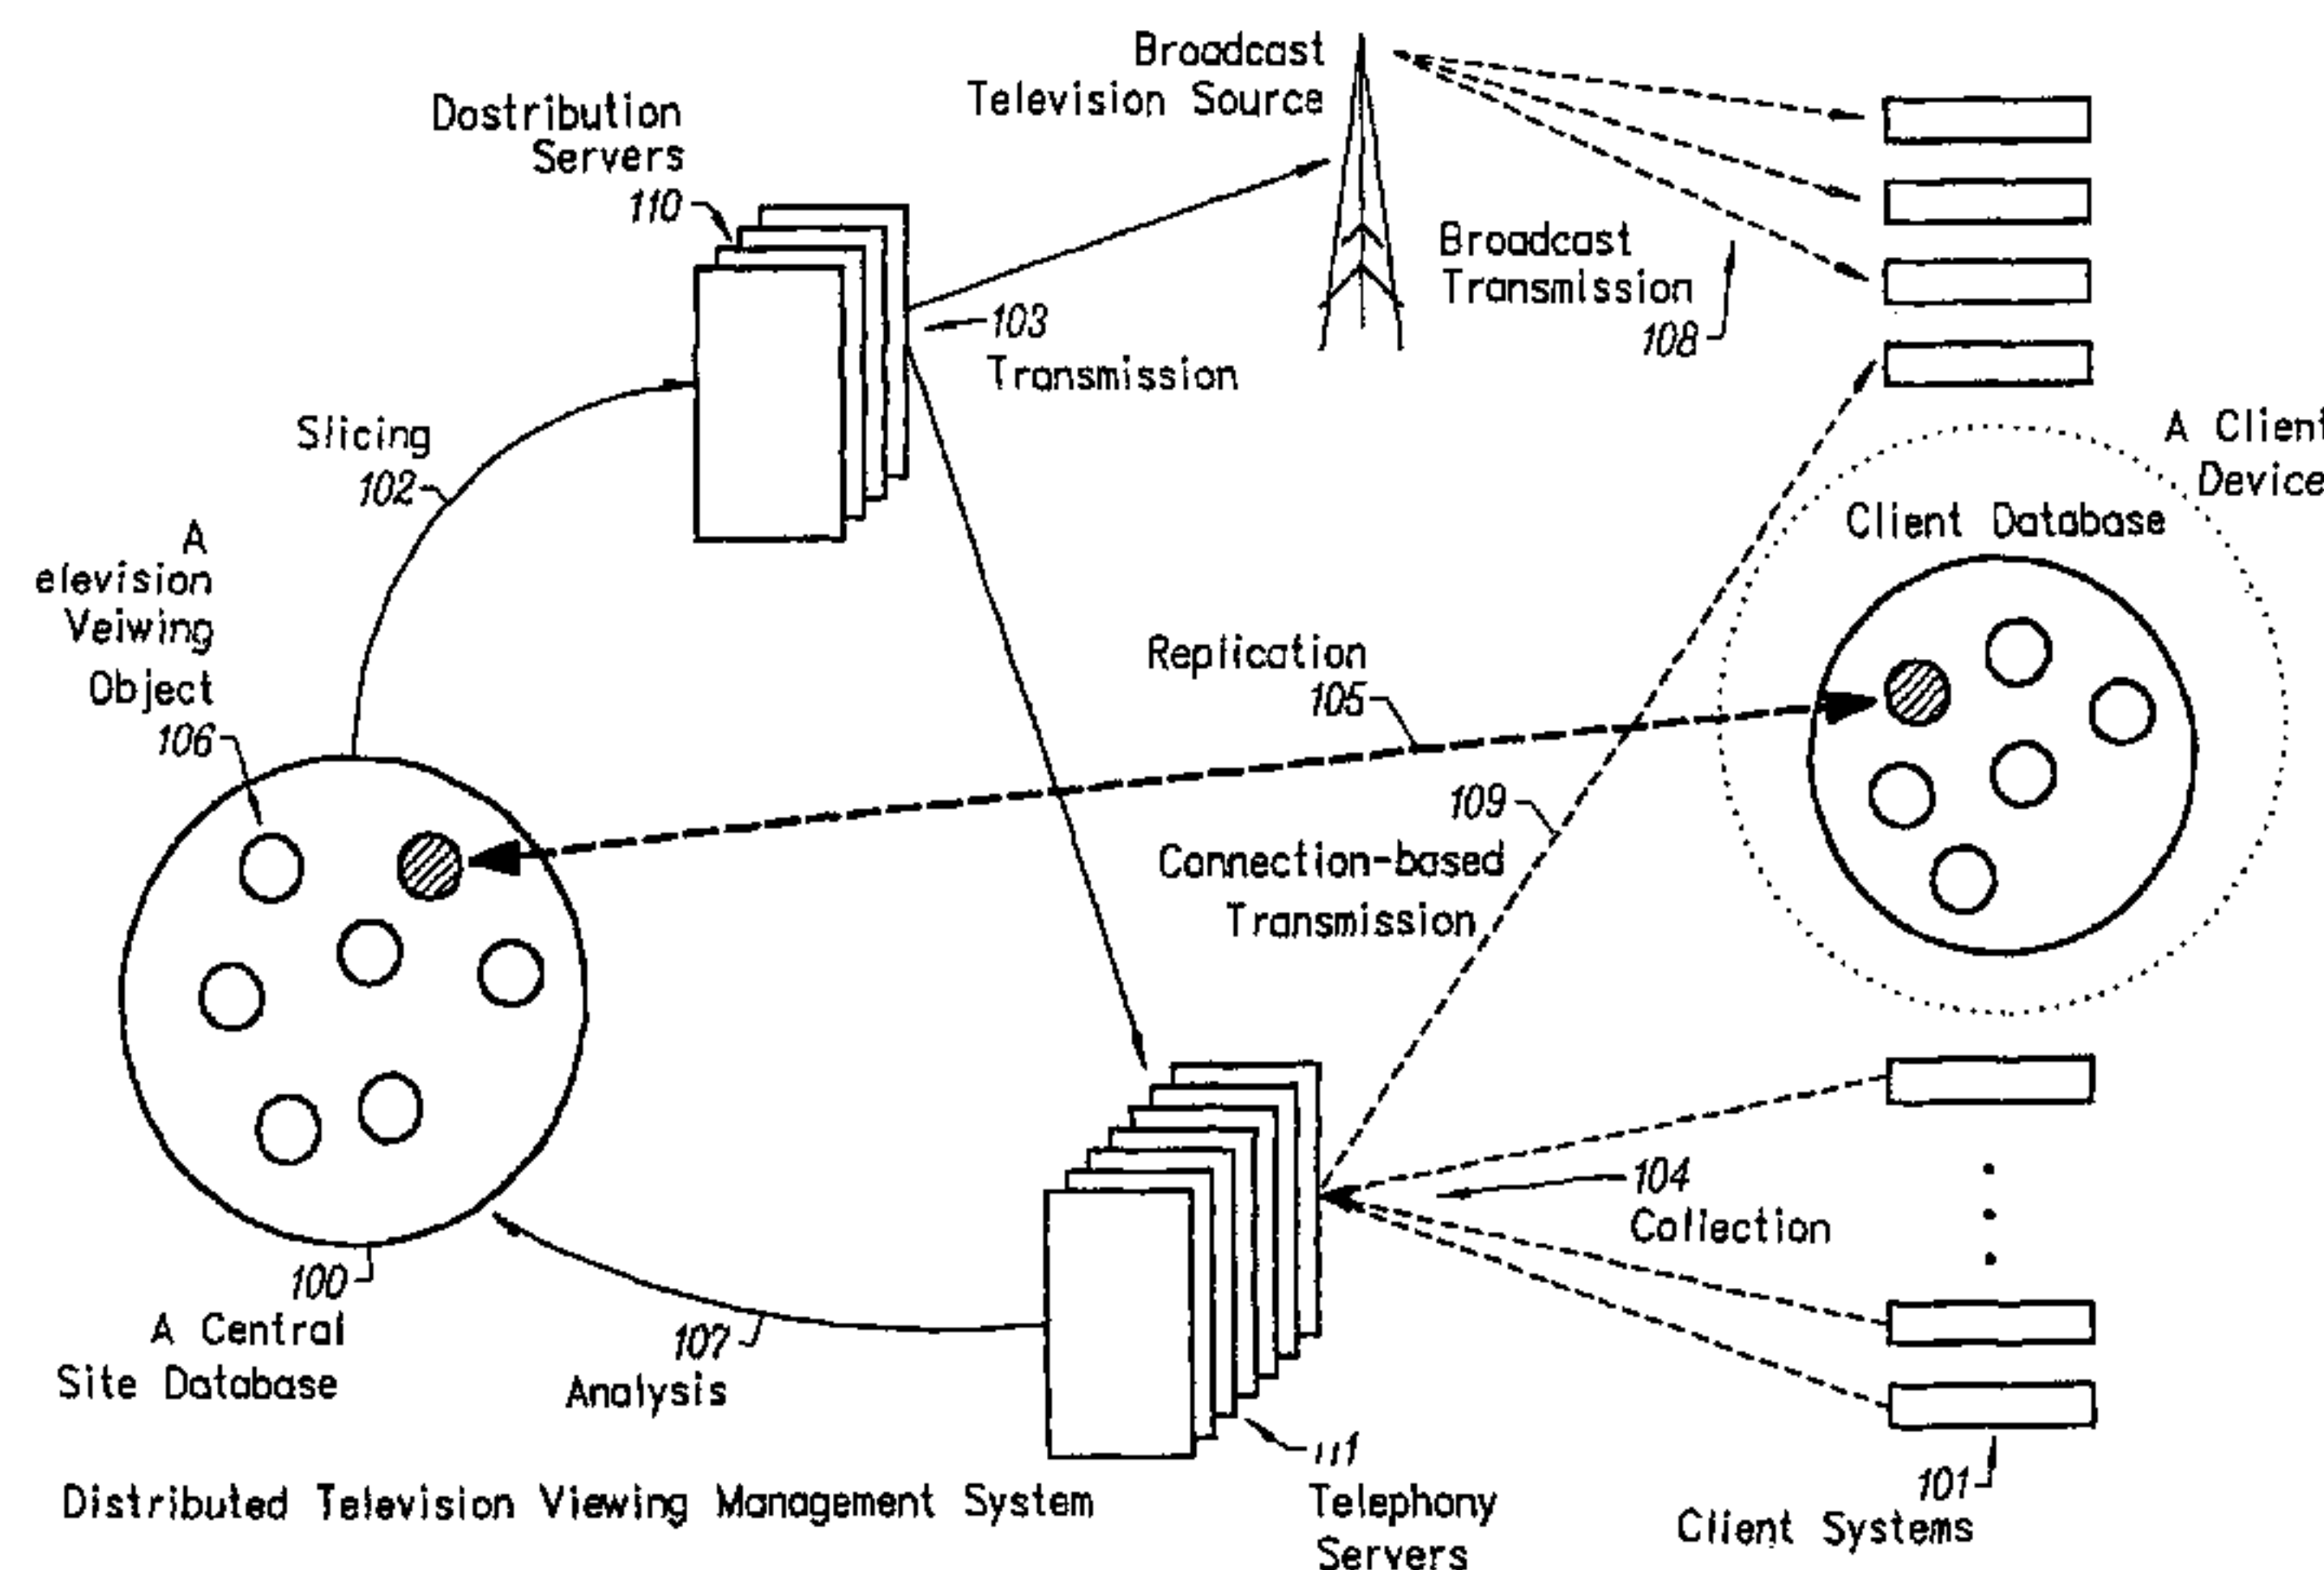 Broadcast
Television Source
Dostribution
Servers
110
Broadcast
Transmission
108
103
Transmission
Slicing
102
A Client
Device
Client Database
A
elevision
Veiwing
Object
106
Replication
105
109
Connection-based
Transmission
104
Collection
100
A Central
Site Database
107
Analysis
111
Telephony
Servers
101
Client Systems
Distributed Television Viewing Management System